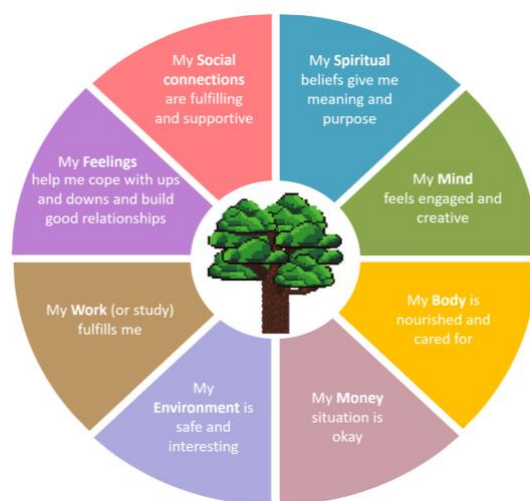 My Social
connections
are fulfilling
and supportive
My Spiritual
beliefs give me
meaning and
purpose
My Mind
feels engaged and
creative
My Body is
nourished and
cared for
My Money
situation is
okay
My
Environment is
safe and
interesting
My Work (or study)
fulfills me
My Feelings
help me cope with ups
and downs and build
good relationships